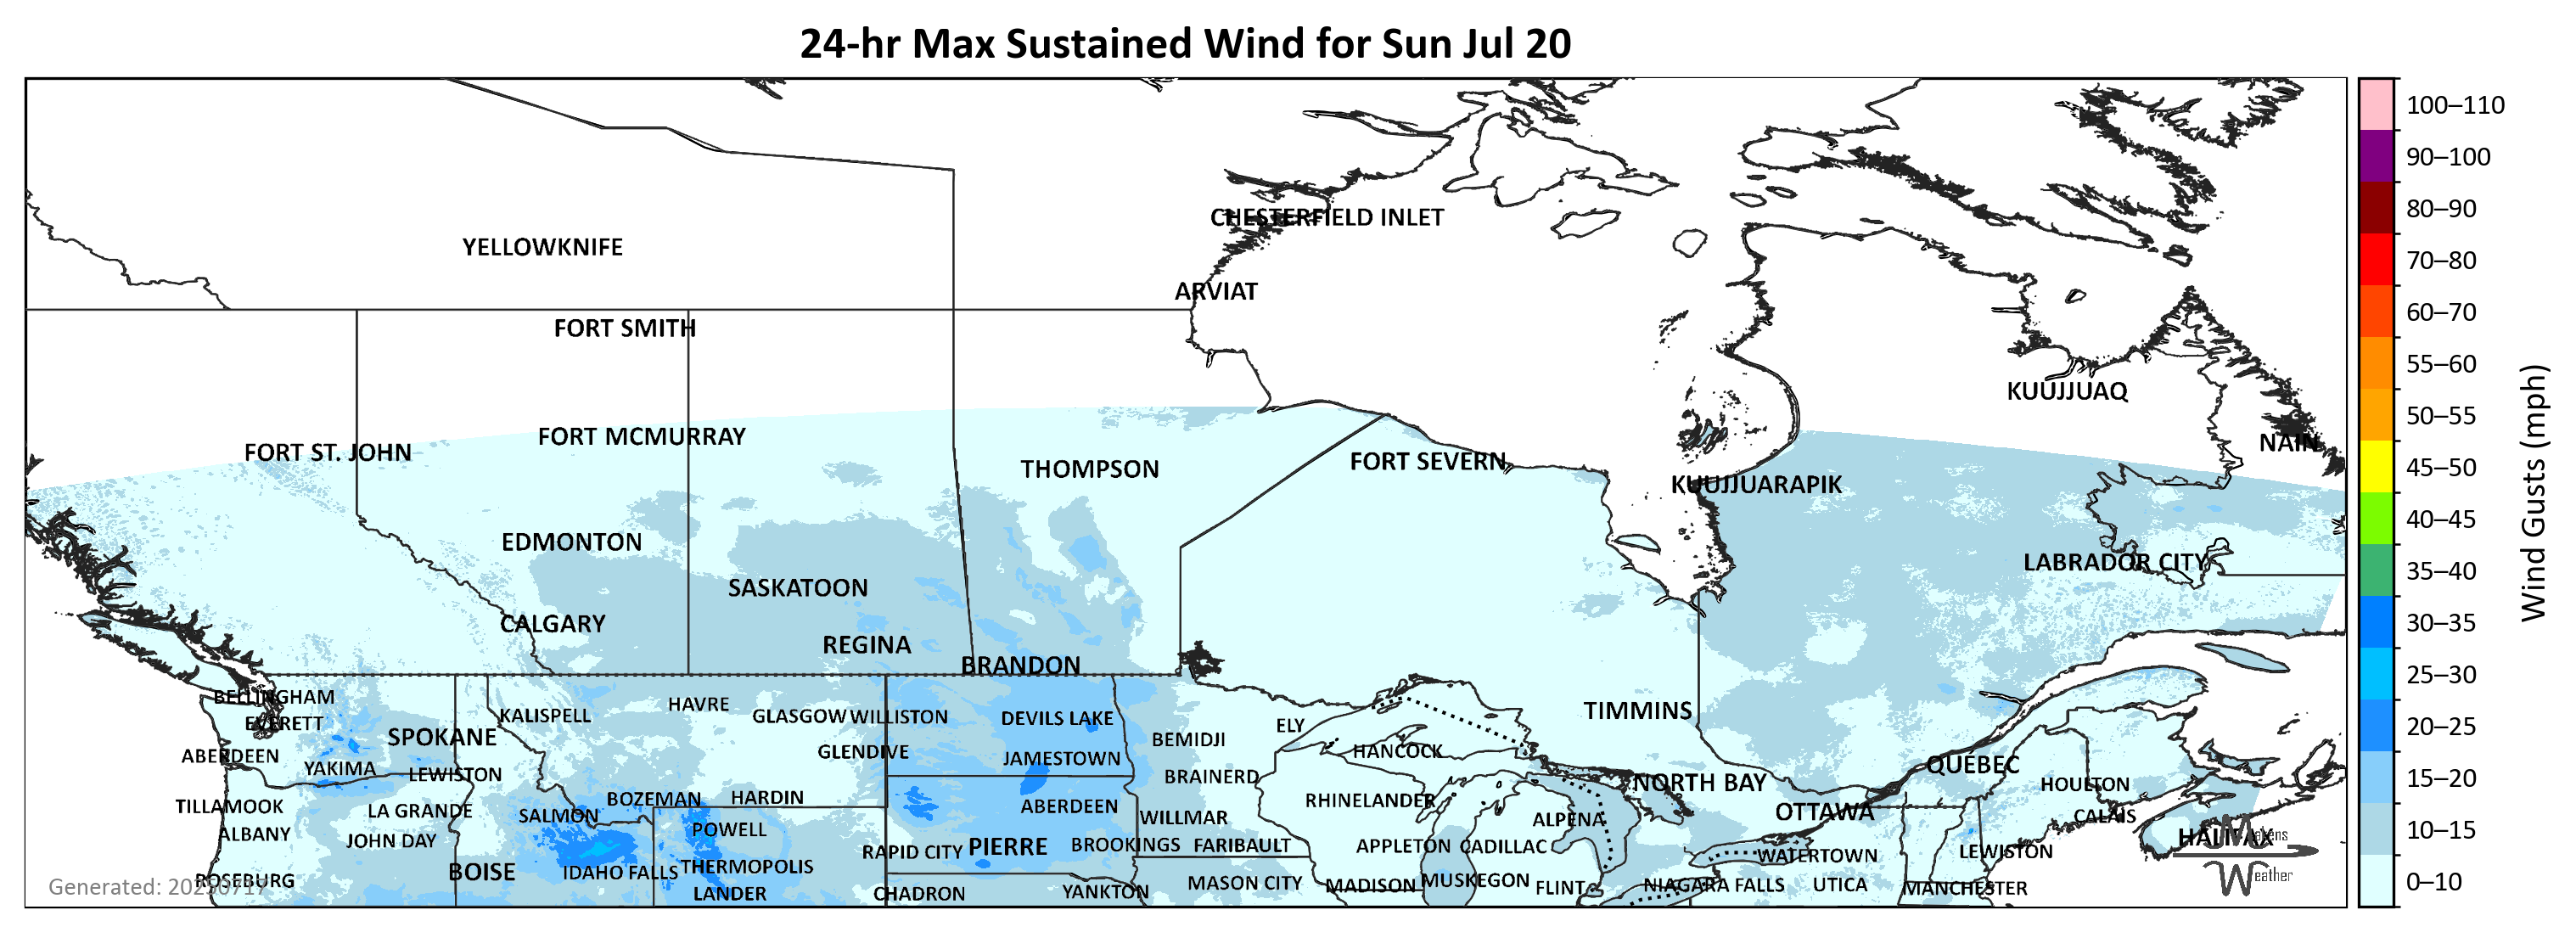 24-hr Max Sustained Wind for Sun Jul 20
100–110
90–100
80–90
CHESTERFIELD INLET
YELLOWKNIFE
70–80
ARVIAT
60–70
FORT SMITH
55–60
KUUJJUAQ
50–55
FORT MCMURRAY
NAIN
FORT ST. JOHN
FORT SEVERN
THOMPSON
45–50
KUUJJUARAPIK
40–45
EDMONTON
LABRADOR CITY
35–40
SASKATOON
CALGARY
30–35
REGINA
BRANDON
25–30
Wind Gusts (mph)
BELLINGHAM
HAVRE
TIMMINS
KALISPELL
GLASGOW
WILLISTON
DEVILS LAKE
EVERETT
ELY
20–25
SPOKANE
BEMIDJI
GLENDIVE
HANCOCK
ABERDEEN
JAMESTOWN
QUÉBEC
YAKIMA
LEWISTON
BRAINERD
15–20
NORTH BAY
HOULTON
BOZEMAN
HARDIN
RHINELANDER
TILLAMOOK
ABERDEEN
LA GRANDE
OTTAWA
SALMON
WILLMAR
CALAIS
ALPENA
10–15
POWELL
ALBANY
HALIFAX
Makens
JOHN DAY
PIERRE
BROOKINGS
FARIBAULT
APPLETON
CADILLAC
RAPID CITY
LEWISTON
WATERTOWN
THERMOPOLIS
BOISE
IDAHO FALLS
Weather
ROSEBURG
MUSKEGON
0–10
MASON CITY
MADISON
NIAGARA FALLS
UTICA
Generated: 20250717
FLINT
MANCHESTER
YANKTON
LANDER
CHADRON